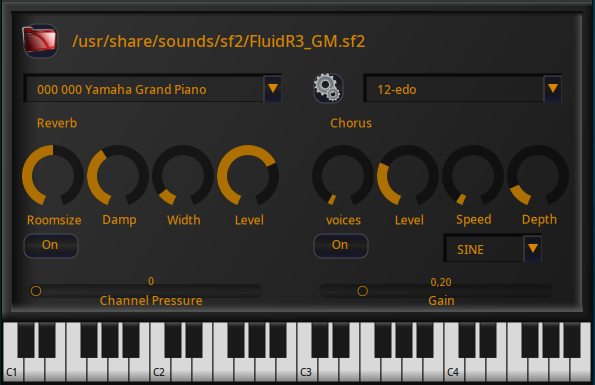 /usr/share/sounds/sf2/FluidR3_GM.sf2
000 000 Yamaha Grand Piano
12-edo
Reverb
Chorus
Roomsize
Damp
Width
Level
voices
Level
Speed
Depth
On
On
SINE
0
Channel Pressure
0,20
Gain
C1
C2
C3
C4